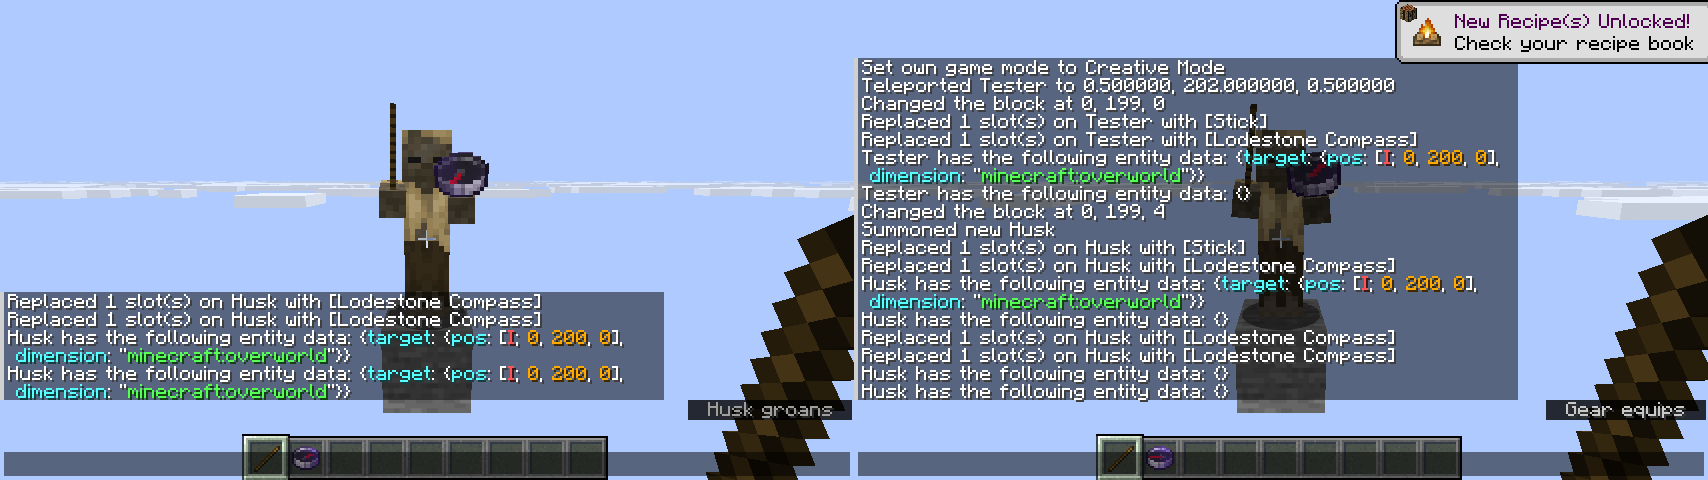 Replaced 1 slot(s) on Husk with [Lodestone Compass]
Replaced 1 slot(s) on Husk with [Lodestone Compass]
Husk has the following entity data: {target: {pos: [I; 0, 200, 0],
dimension: "minecraft:overworld"}}
Husk has the following entity data: {target: {pos: [I; 0, 200, 0],
dimension: "minecraft:overworld"}}
Husk groans
New Recipe(s) Unlocked!
Check your recipe book
Set own game mode to Creative Mode
Teleported Tester to 0.500000, 202.000000, 0.500000
Changed the block at 0, 199, 0
Replaced 1 slot(s) on Tester with [Stick]
Replaced 1 slot(s) on Tester with [Lodestone Compass]
Tester has the following entity data: {target: {pos: [I; 0, 200, 0],
dimension: "minecraft:overworld"}}
Tester has the following entity data: {}
Changed the block at 0, 199, 4
Summoned new Husk
Replaced 1 slot(s) on Husk with [Stick]
Replaced 1 slot(s) on Husk with [Lodestone Compass]
Husk has the following entity data: {target: {pos: [I; 0, 200, 0],
dimension: "minecraft:overworld"}}
Husk has the following entity data: {}
Replaced 1 slot(s) on Husk with [Lodestone Compass]
Replaced 1 slot(s) on Husk with [Lodestone Compass]
Husk has the following entity data: {}
Husk has the following entity data: {}
Gear equips